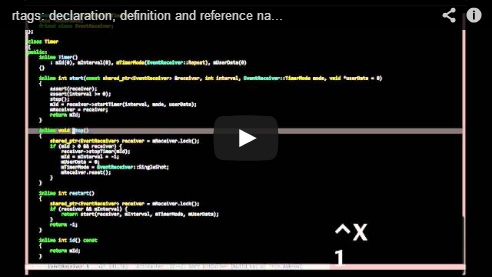 rtags: declaration, definition and reference na...
class Timer
{
public:
inline Timer()
: mId(0), mInterval(0), mTimerMode(EventReceiver::Repeat), mUserData(0)
{}
inline int start(const shared_ptr<EventReceiver> &receiver, int interval, EventReceiver::TimerMode mode, void *userData = 0)
{
assert(receiver);
assert(interval >= 0);
stop();
mId = receiver->startTimer(interval, mode, userData);
mReceiver = receiver;
return mId;
}
inline void stop()
{
shared_ptr<EventReceiver> receiver = mReceiver.lock();
if (mId > 0 && receiver) {
receiver->stopTimer(mId);
mId = -1;
mUserData = 0;
mTimerMode = EventReceiver::SingleShot;
mReceiver.reset();
}
}
inline int restart()
{
shared_ptr<EventReceiver> receiver = mReceiver.lock();
if (receiver && mInterval) {
return start(receiver, mInterval, mTimerMode, mUserData);
}
return -1;
}
inline int id() const
{
return mId;
}
^X
1